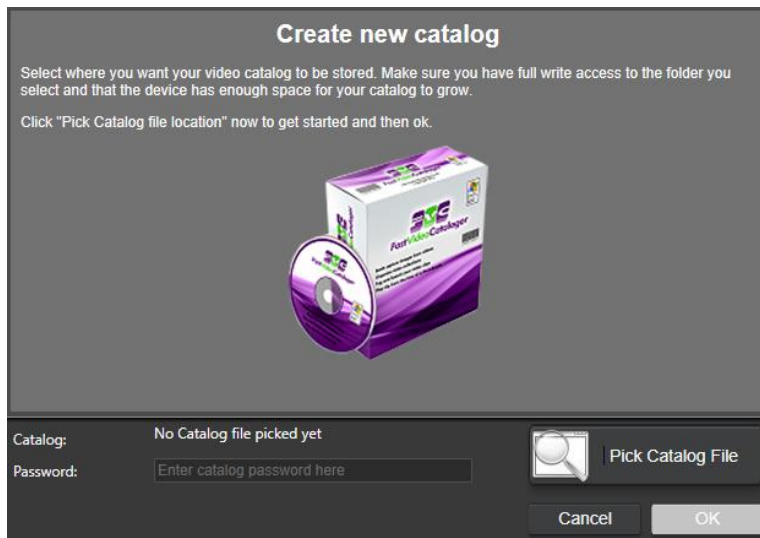 Create new catalog
Select where you want your video catalog to be stored. Make sure you have full write access to the folder you
select and that the device has enough space for your catalog to grow.
Click "Pick Catalog file location" now to get started and then ok.
FastVideoCataloger
Catalog:
No Catalog file picked yet
Pick Catalog File
Password:
Enter catalog password here
Cancel
OK